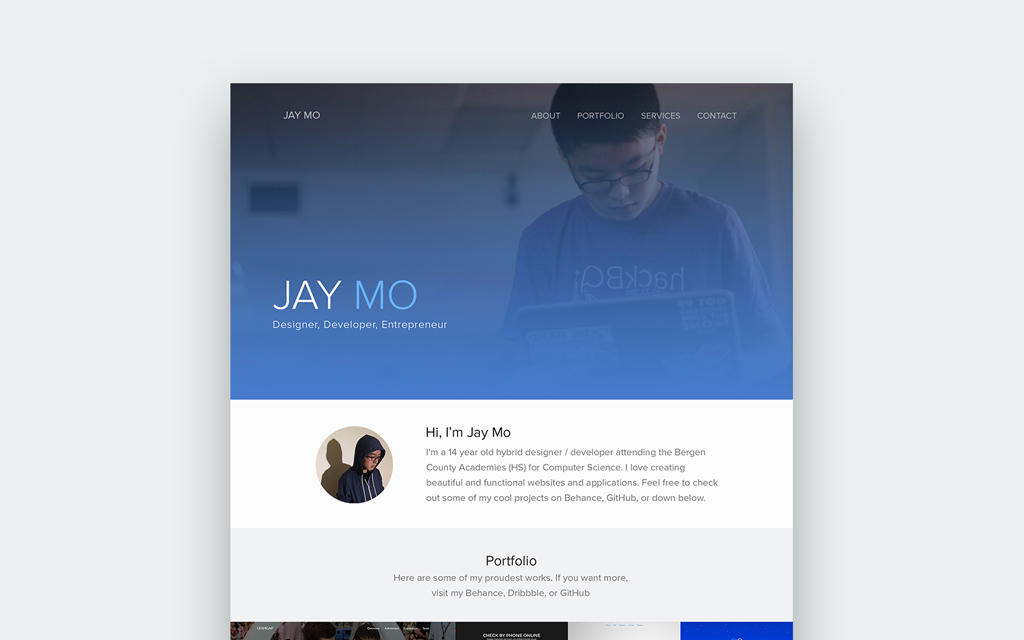 JAY MO
ABOUT PORTFOLIO SERVICES CONTACT
hackBCA
JAY MO
Designer, Developer, Entrepreneur
Hi, I'm Jay Mo
I'm a 14 year old hybrid designer / developer attending the Bergen
County Academies (HS) for Computer Science. I love creating
beautiful and functional websites and applications. Feel free to check
out some of my cool projects on Behance, GitHub, or down below.
Portfolio
Here are some of my proudest works. If you want more,
visit my Behance, Dribbble, or GitHub
CHECK BY PHONE ONLINE